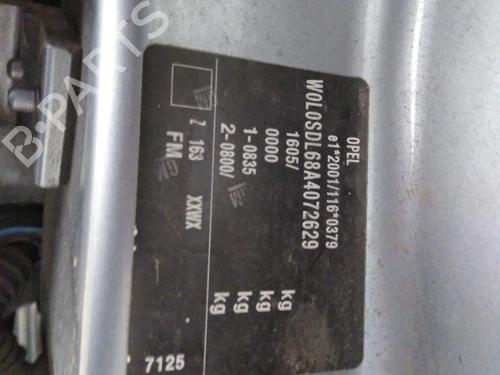 OPEL
e1*2001/116*0379
W0L0SDL68A4072629
1605/ kg
0000 kg
1-0835 kg
2-0800/ kg
Z 163 XXWX
FM
7125
B-PARTS